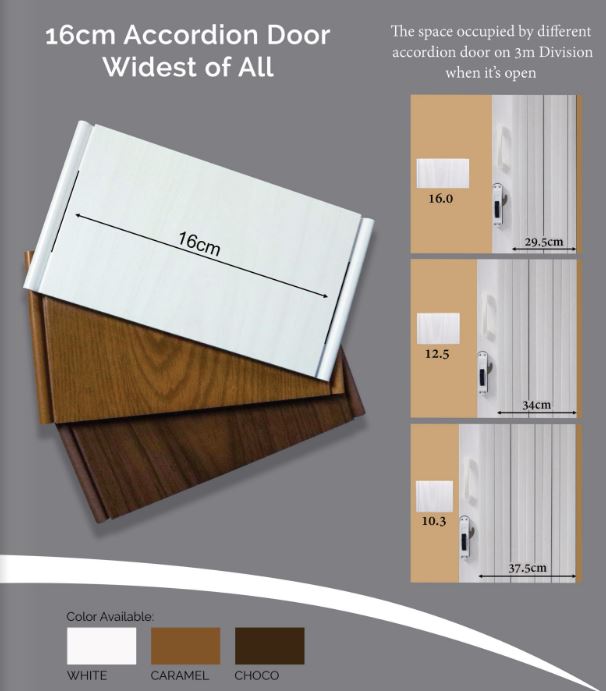 16cm Accordion Door
Widest of All
The space occupied by different
accordion door on 3m Division
when it's open
16cm
16.0
29.5cm
12.5
34cm
10.3
37.5cm
Color Available:
WHITE
CARAMEL
CHOCO